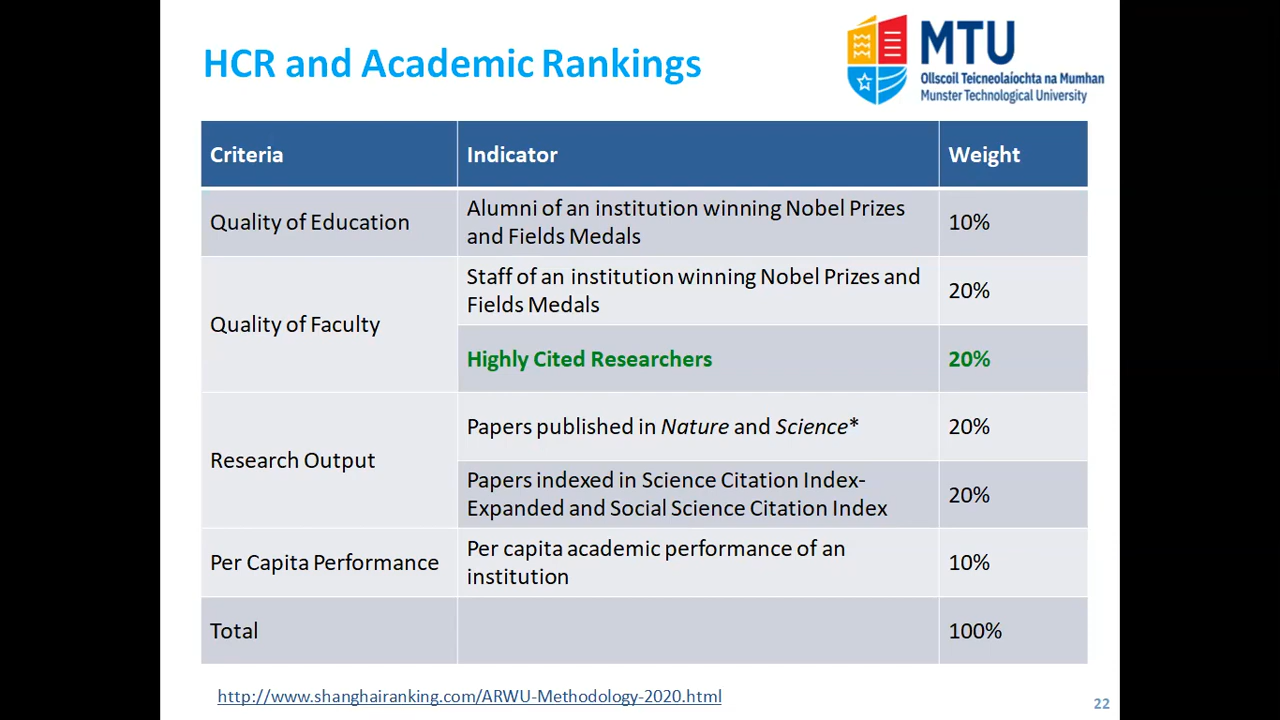 HCR and Academic Rankings
MTU
Ollscoil Teicneolaíochta na Mumhan
Munster Technological University
Criteria
Indicator
Weight
Quality of Education
Alumni of an institution winning Nobel Prizes
and Fields Medals
10%
Quality of Faculty
Staff of an institution winning Nobel Prizes and
Fields Medals
20%
Highly Cited Researchers
20%
Research Output
Papers published in Nature and Science*
20%
Papers indexed in Science Citation Index-
Expanded and Social Science Citation Index
20%
Per Capita Performance
Per capita academic performance of an
institution
10%
Total
100%
http://www.shanghairanking.com/ARWU-Methodology-2020.html
22